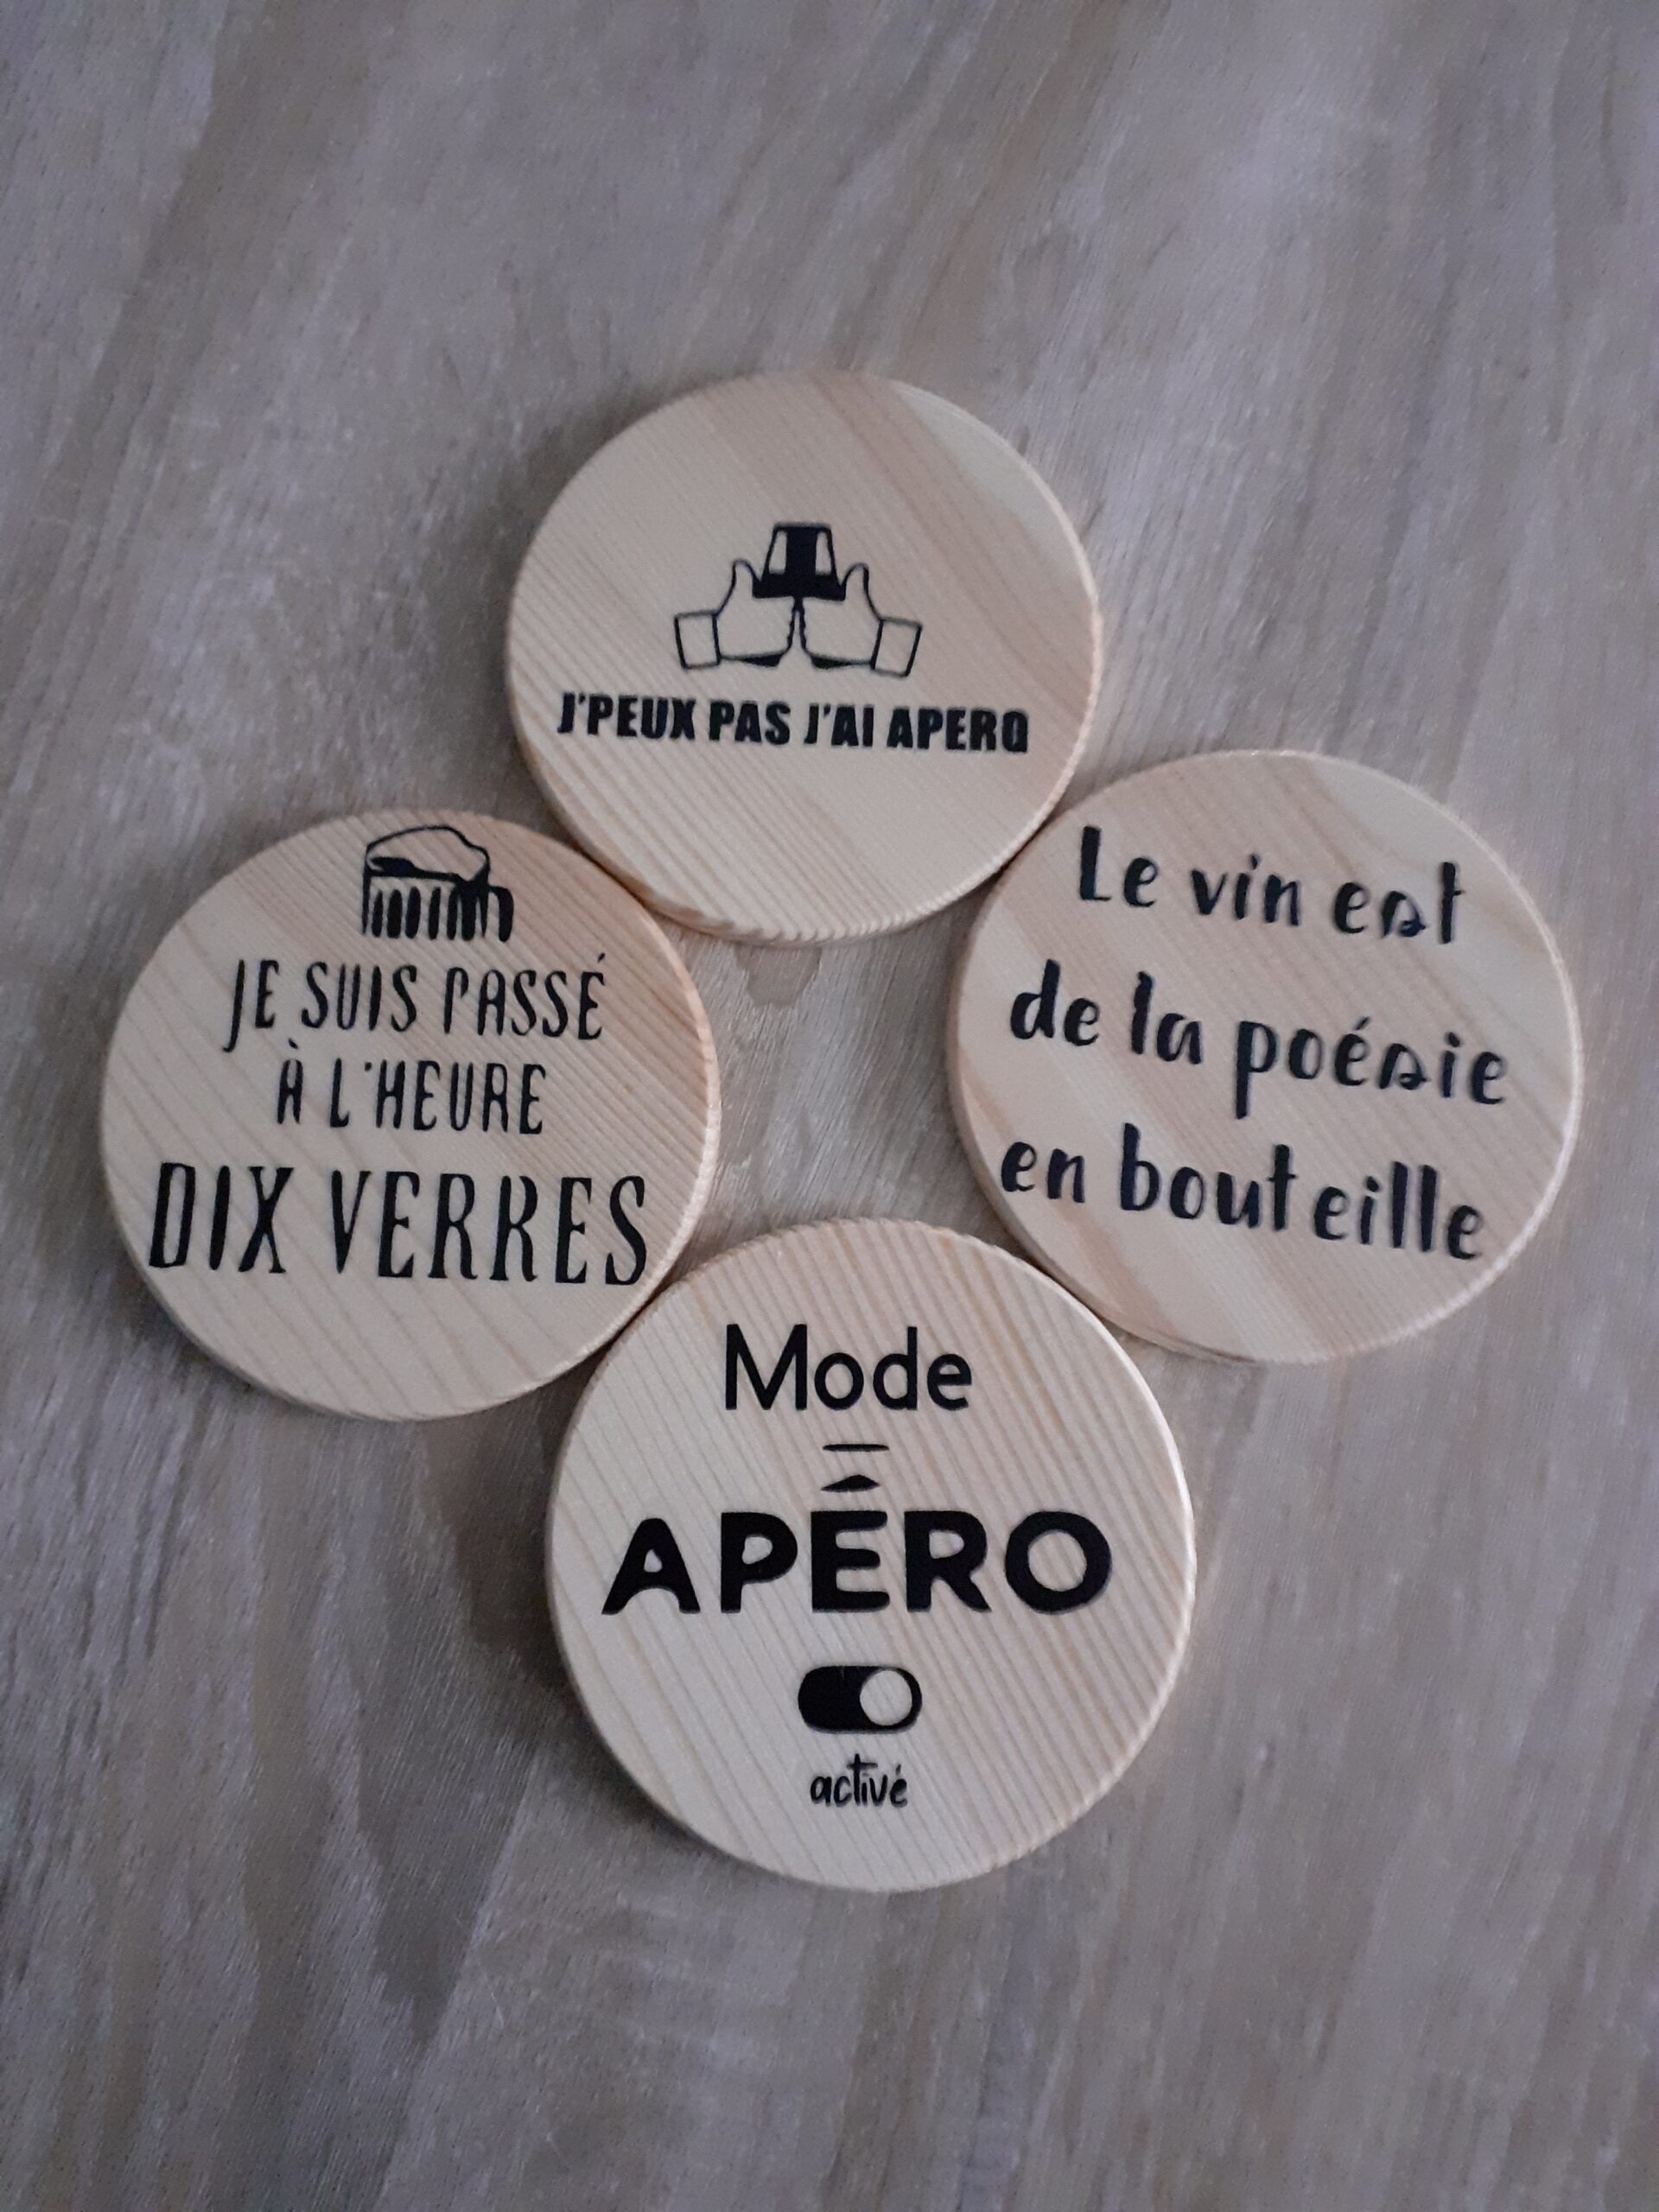 J'PEUX PAS J'AI APERO
JE SUIS PASSÉ
À L'HEURE
DIX VERRES
Le vin est
de la poésie
en bouteille
Mode
APÉRO
activé